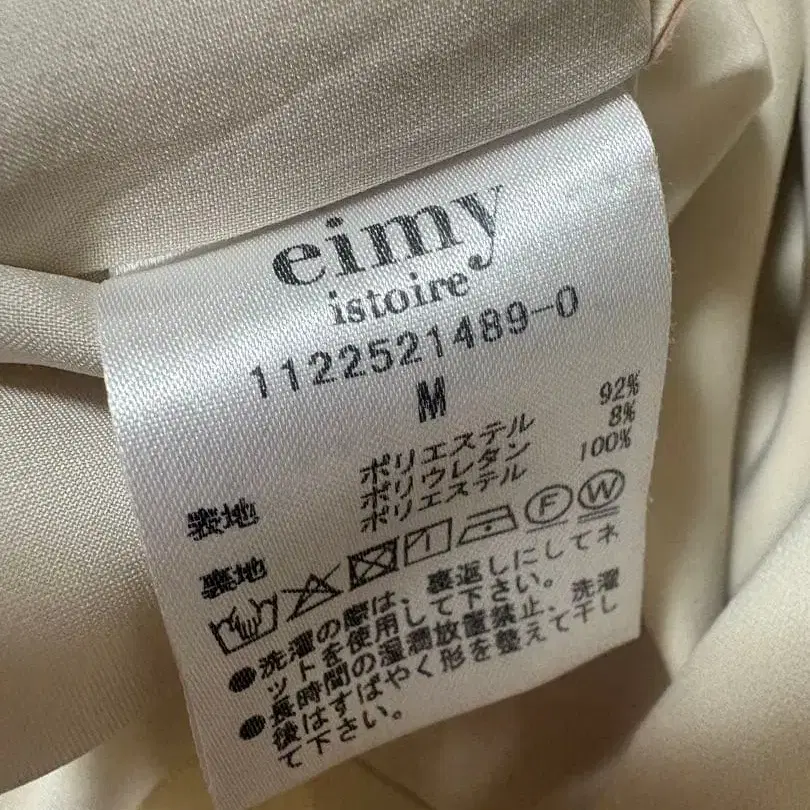 eimy
istoire
1122521489-0
M
表地 ポリエステル 92%
ポリウレタン 8%
裏地 ポリエステル 100%
F W
●洗濯の際は、裏返しにしてネ
ットを使用して下さい。
●長時間の湿潤放置禁止、洗濯
後はすばやく形を整えて干し
て下さい。